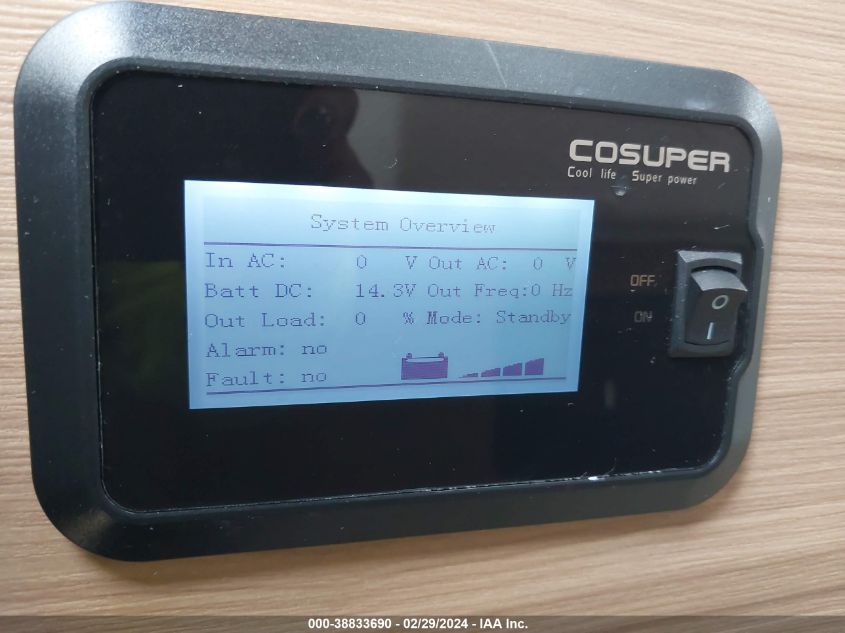 COSUPER
Cool life Super power
System Overview
In AC: 0 V Out AC: 0 V
Batt DC: 14.3V Out Freq:0 Hz
Out Load: 0 % Mode: Standby
Alarm: no
Fault: no
OFF
ON
O
I
000-38833690 - 02/29/2024 - IAA Inc.